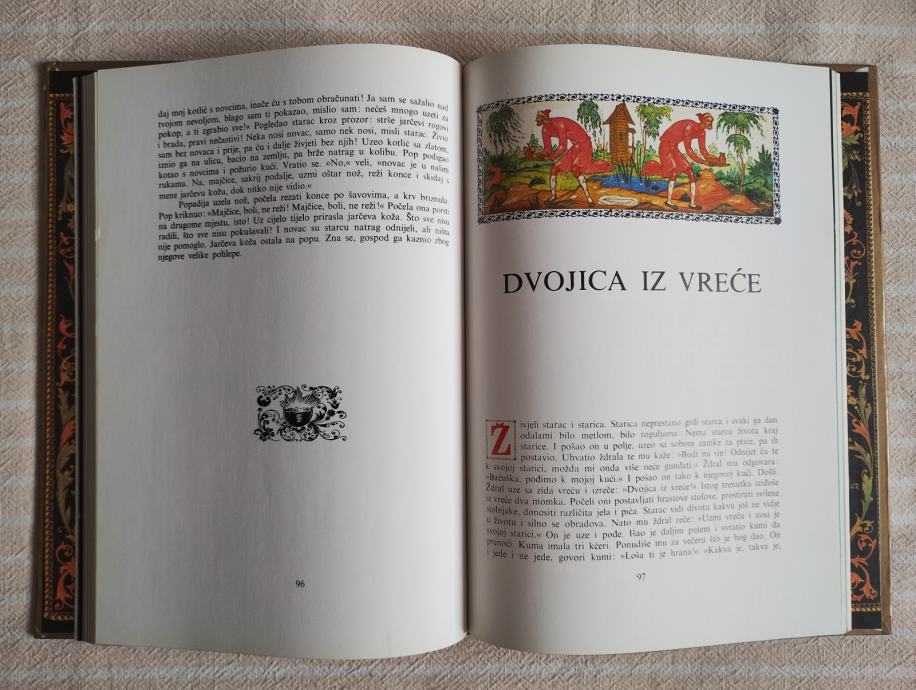 daj moj kotlić s novcima, inače ću s tobom obračunati! Ja sam se sažalio nad
tvojom nevoljom, blago sam ti pokazao, mislio sam: nećeš mnogo uzeti za
pokop, a ti zgrabio sve!« Pogledao starac kroz prozor: strše jarčevi rogovi
i brada, pravi nečastivi! Neka nosi novac, samo nek nosi, misli starac. Živio
sam bez novaca i prije, pa ću i dalje živjeti bez njih! Uzeo kotlić sa zlatom,
iznio ga na ulicu, bacio na zemlju, pa brže natrag u kolibu. Pop podigao
kotao s novcima i požurio kući. Vratio se. »No,« veli, »novac je u našim
rukama. Na, majčice, sakrij podalje, uzmi oštar nož, reži konce i skidaj s
mene jarčevu kožu, dok nitko nije vidio.«
Popadija uzela nož, počela rezati konce po šavovima, a krv briznula.
Pop kriknuo: »Majčice, boli, ne reži! Majčice, boli, ne reži!« Počela ona poriti
na drugome mjestu, isto! Uz cijelo tijelo prirasla jarčeva koža. Što sve nisu
radili, što sve nisu pokušavali! I novac su starcu natrag odnijeli, ali ništa
nije pomoglo. Jarčeva koža ostala na popu. Zna se, gospod ga kaznio zbog
njegove velike pohlepe.
96
DVOJICA IZ VREĆE
Živjeli starac i starica. Starica neprestano grdi starca i svaki ga dan
odalami bilo metlom, bilo roguljama. Nema starcu života kraj
starice. I pošao on u polje, uzeo sa sobom zamke za ptice, pa ih
postavio. Uhvatio ždrala te mu kaže: »Budi mi sin! Odnijet ću te
k svojoj starici, možda mi onda više neće gunđati.« Ždral mu odgovara:
»Baćuška, pođimo k mojoj kući.« I pošao on tako k njegovoj kući. Došli.
Ždral uze sa zida vreću i izreče: »Dvojica iz vreće!« Istog trenutka iziđoše
iz vreće dva momka. Počeli oni postavljati hrastove stolove, prostirati svilene
stolnjake, donositi različita jela i pića. Starac vidi divotu kakvu još ne vidje
u životu i silno se obradova. Nato mu ždral reče: »Uzmi vreću i nosi je
svojoj starici.« On je uze i pođe. Išao je daljim putem i svratio kumi da
prenoći. Kuma imala tri kćeri. Ponudiše mu za večeru što je bog dao. On
i jede i ne jede, govori kumi: »Loša ti je hrana!« »Kakva je, takva je,
97